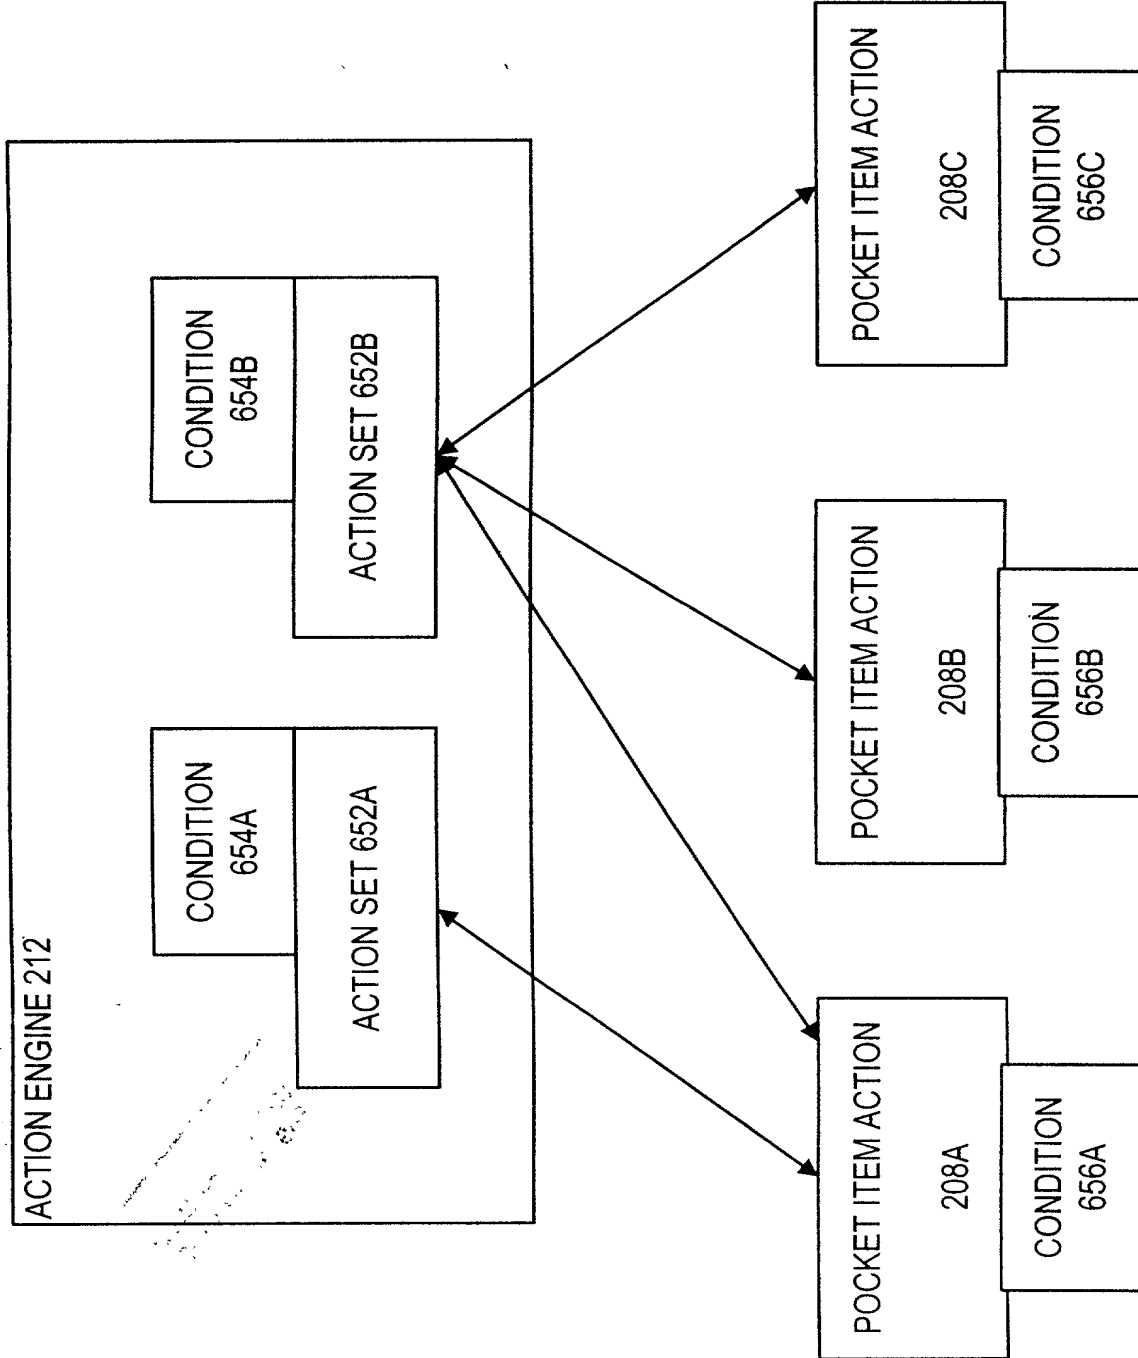 ACTION ENGINE 212
CONDITION
654A
ACTION SET 652A
CONDITION
654B
ACTION SET 652B
POCKET ITEM ACTION
208A
CONDITION
656A
POCKET ITEM ACTION
208B
CONDITION
656B
POCKET ITEM ACTION
208C
CONDITION
656C